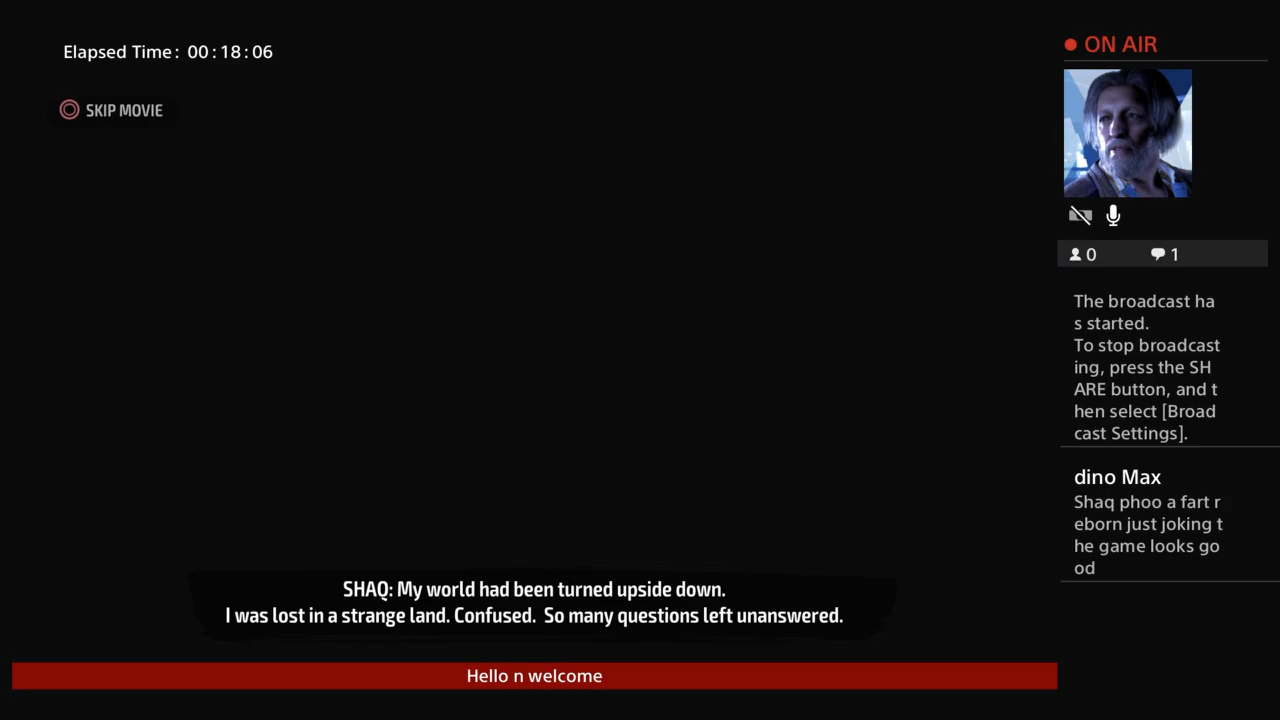 Elapsed Time: 00:18:06
SKIP MOVIE
ON AIR
0 1
The broadcast ha
s started.
To stop broadcast
ing, press the SH
ARE button, and t
hen select [Broad
cast Settings].
dino Max
Shaq phoo a fart r
eborn just joking t
he game looks go
od
SHAQ: My world had been turned upside down.
I was lost in a strange land. Confused.  So many questions left unanswered.
Hello n welcome